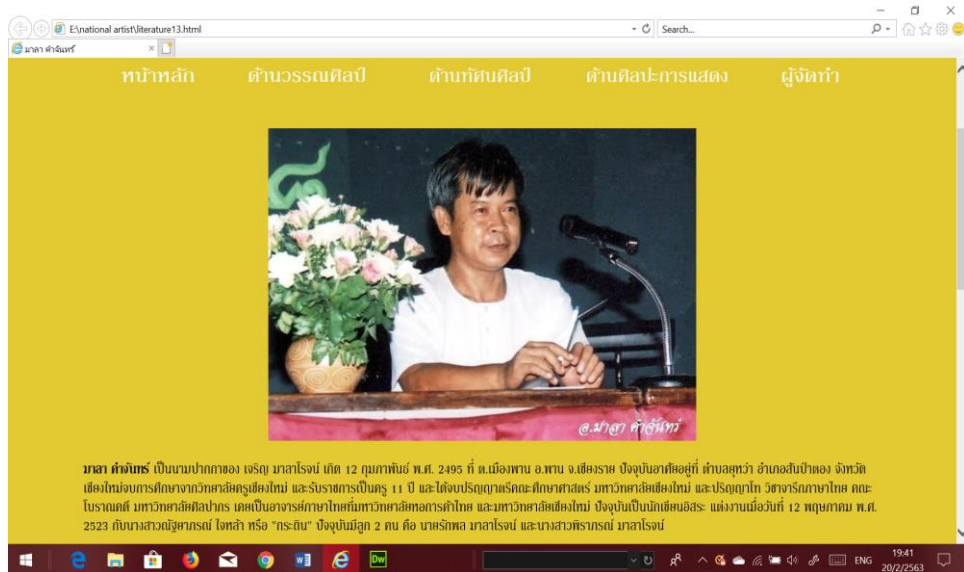 E:\national artist\literature13.html
Search...
มาลา คำจันทร์
หน้าหลัก ด้านวรรณศิลป์ ด้านทัศนศิลป์ ด้านศิลปะการแสดง ผู้จัดทำ
อ.มาลา คำจันทร์
มาลา คำจันทร์ เป็นนามปากกาของ เจริญ มาลาโรจน์ เกิด 12 กุมภาพันธ์ พ.ศ. 2495 ที่ ต.เมืองพาน อ.พาน จ.เชียงราย ปัจจุบันอาศัยอยู่ที่ ตำบลยุหว่า อำเภอสันป่าตอง จังหวัด
เชียงใหม่จบการศึกษาจากวิทยาลัยครูเชียงใหม่ และรับราชการเป็นครู 11 ปี และได้จบปริญญาตรีคณะศึกษาศาสตร์ มหาวิทยาลัยเชียงใหม่ และปริญญาโท วิชาจารึกภาษาไทย คณะ
โบราณคดี มหาวิทยาลัยศิลปากร เคยเป็นอาจารย์ภาษาไทยที่มหาวิทยาลัยหอการค้าไทย และมหาวิทยาลัยเชียงใหม่ ปัจจุบันเป็นนักเขียนอิสระ แต่งงานเมื่อวันที่ 12 พฤษภาคม พ.ศ.
2523 กับนางสาวณัฐยาภรณ์ ใจหล้า หรือ "กระถิน" ปัจจุบันมีลูก 2 คน คือ นายรักพล มาลาโรจน์ และนางสาวพิราภรณ์ มาลาโรจน์
Dw
ENG
19:41
20/2/2563